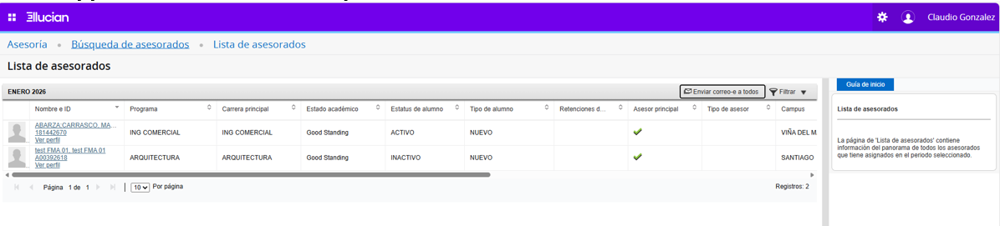 Ellucian
Claudio Gonzalez
Asesoría • Búsqueda de asesorados • Lista de asesorados
Lista de asesorados
ENERO 2026
Enviar correo-e a todos
Filtrar
Guía de inicio
Nombre e ID Programa Carrera principal Estado académico Estatus de alumno Tipo de alumno Retenciones d... Asesor principal Tipo de asesor Campus
ABARZA.CARRASCO, MA...
181442670
Ver perfil
ING COMERCIAL ING COMERCIAL Good Standing ACTIVO NUEVO VIÑA DEL M
test FMA 01, test FMA 01
A00392618
Ver perfil
ARQUITECTURA ARQUITECTURA Good Standing INACTIVO NUEVO SANTIAGO
Página 1 de 1 10 Por página
Registros: 2
Lista de asesorados
La página de 'Lista de asesorados' contiene
información del panorama de todos los asesorados
que tiene asignados en el periodo seleccionado.